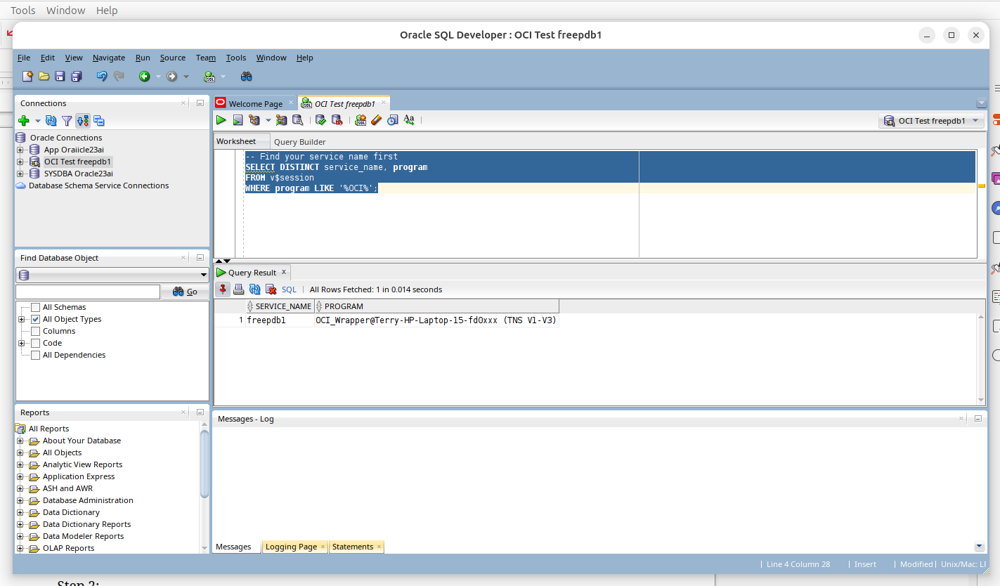 Tools Window Help
Oracle SQL Developer : OCI Test freepdb1
File Edit View Navigate Run Source Team Tools Window Help
Connections
Oracle Connections
App Oraiicle23ai
OCI Test freepdb1
SYSDBA Oracle23ai
Database Schema Service Connections
Find Database Object
Go
All Schemas
All Object Types
Columns
Code
All Dependencies
Reports
All Reports
About Your Database
All Objects
Analytic View Reports
Application Express
ASH and AWR
Database Administration
Data Dictionary
Data Dictionary Reports
Data Modeler Reports
OLAP Reports
Welcome Page
OCI Test freepdb1
OCI Test freepdb1
Worksheet Query Builder
-- Find your service name first
SELECT DISTINCT service_name, program
FROM v$session
WHERE program LIKE '%OCI%';
Query Result
SQL | All Rows Fetched: 1 in 0.014 seconds
SERVICE_NAME PROGRAM
1 freepdb1 OCI_Wrapper@Terry-HP-Laptop-15-fd0xxx (TNS V1-V3)
Messages - Log
Messages Logging Page Statements
Line 4 Column 28 | Insert | Modified | Unix/Mac: LF
Step 2: